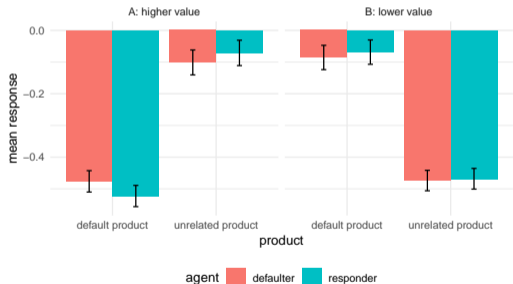 A: higher value
B: lower value
mean response
0.0
−0.2
−0.4
default product
unrelated product
default product
unrelated product
product
agent
defaulter
responder